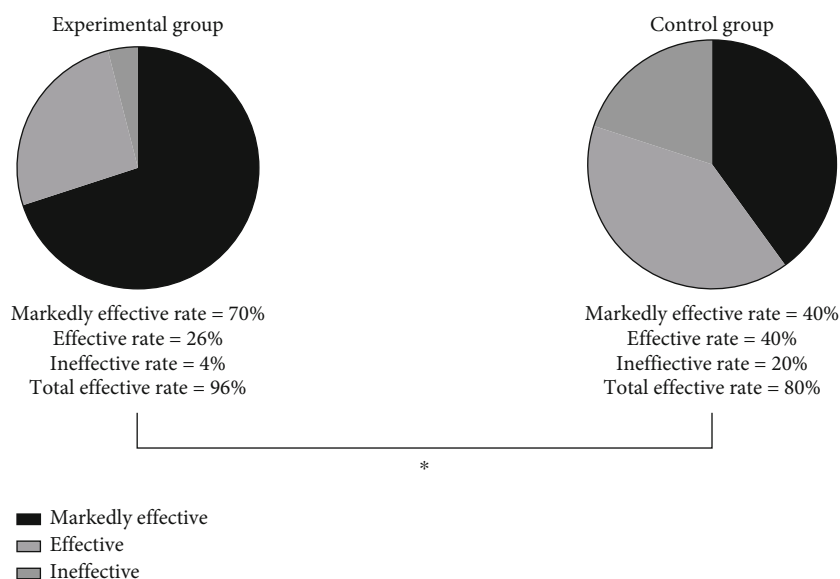 Experimental group
Control group
Markedly effective rate = 70%
Effective rate = 26%
Ineffective rate = 4%
Total effective rate = 96%
Markedly effective rate = 40%
Effective rate = 40%
Ineffiective rate = 20%
Total effective rate = 80%
*
Markedly effective
Effective
Ineffective